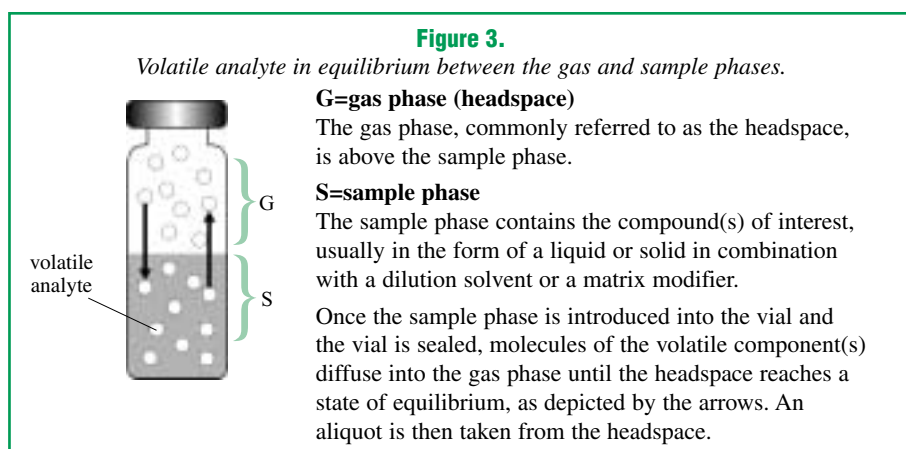 Figure 3.
Volatile analyte in equilibrium between the gas and sample phases.
G
S
volatile
analyte
G=gas phase (headspace)
The gas phase, commonly referred to as the headspace,
is above the sample phase.
S=sample phase
The sample phase contains the compound(s) of interest,
usually in the form of a liquid or solid in combination
with a dilution solvent or a matrix modifier.
Once the sample phase is introduced into the vial and
the vial is sealed, molecules of the volatile component(s)
diffuse into the gas phase until the headspace reaches a
state of equilibrium, as depicted by the arrows. An
aliquot is then taken from the headspace.